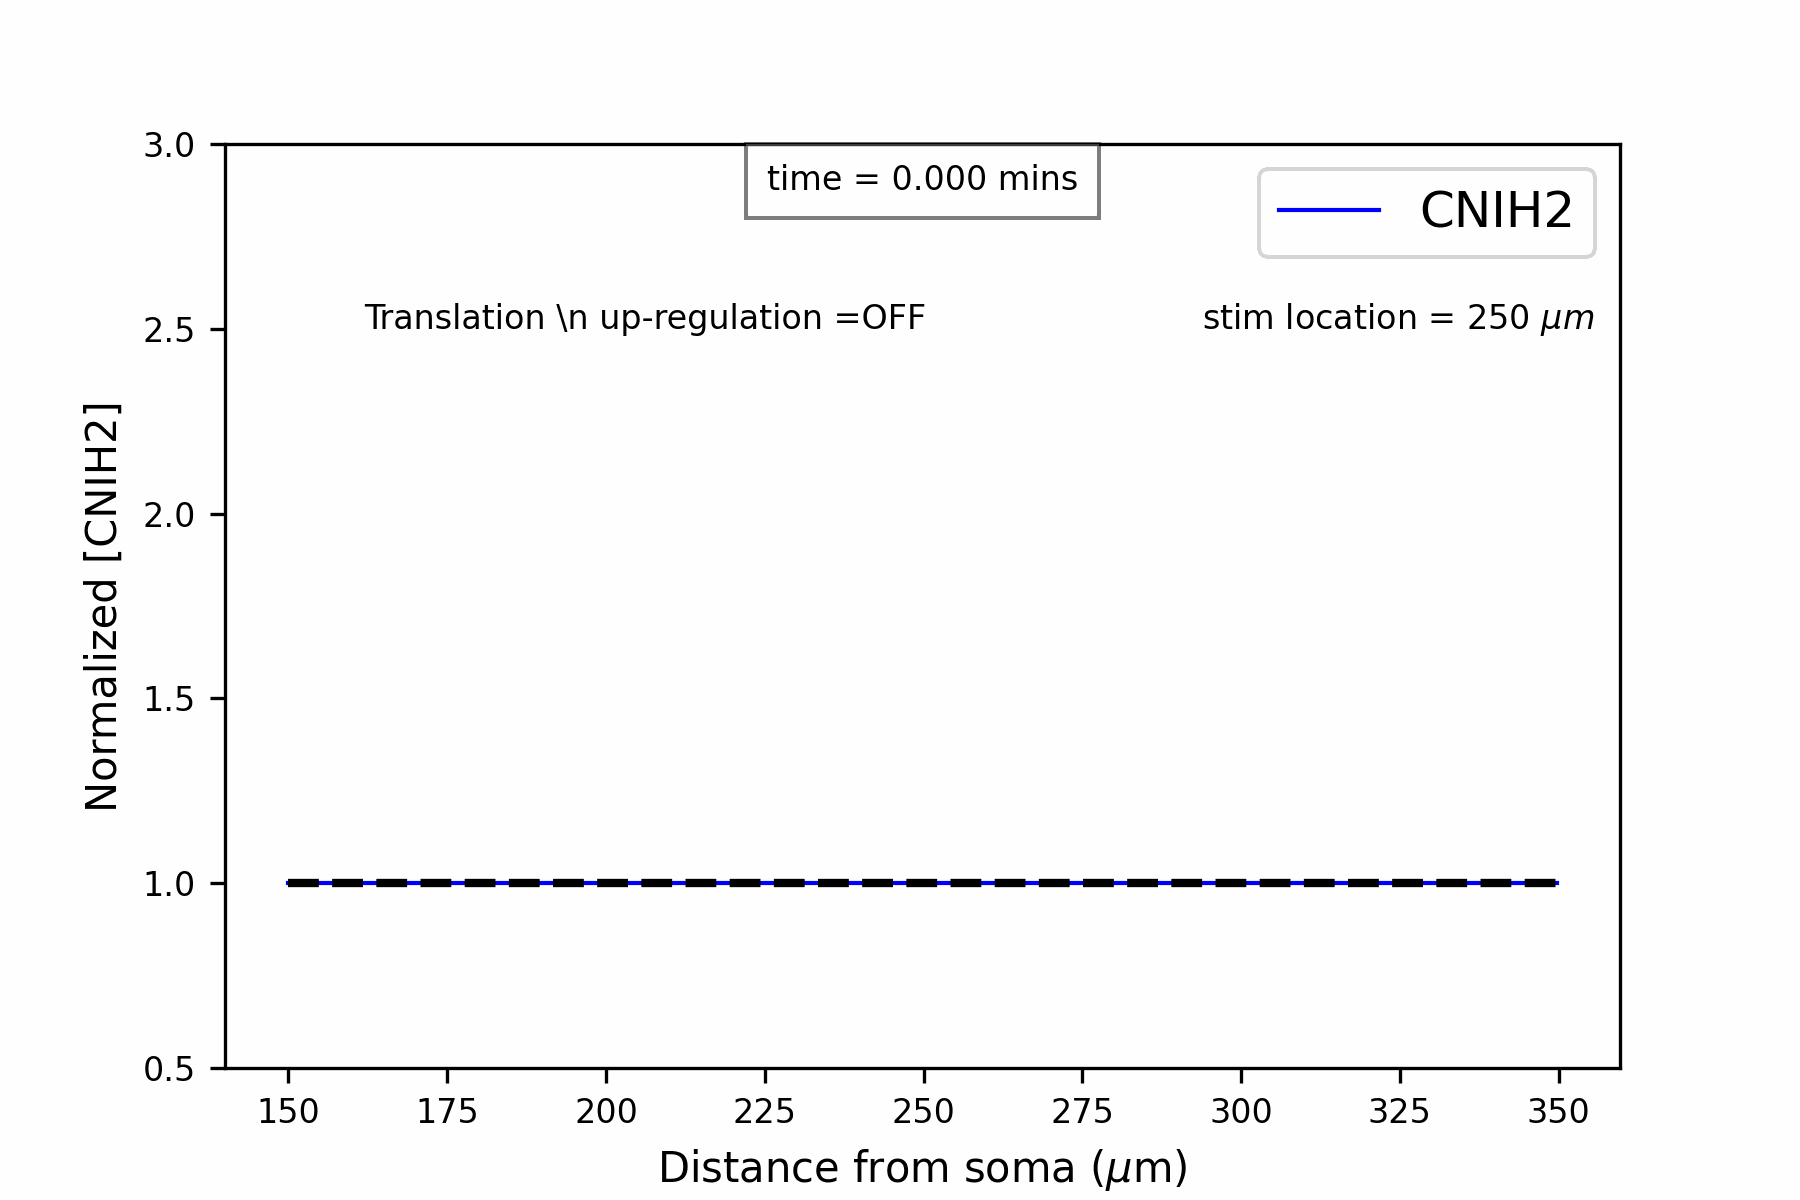 3.0
time = 0.000 mins
CNIH2
Translation \n up-regulation =OFF
stim location = 250 μm
2.5
2.0
1.5
1.0
0.5
Normalized [CNIH2]
150 175 200 225 250 275 300 325 350
Distance from soma (μm)